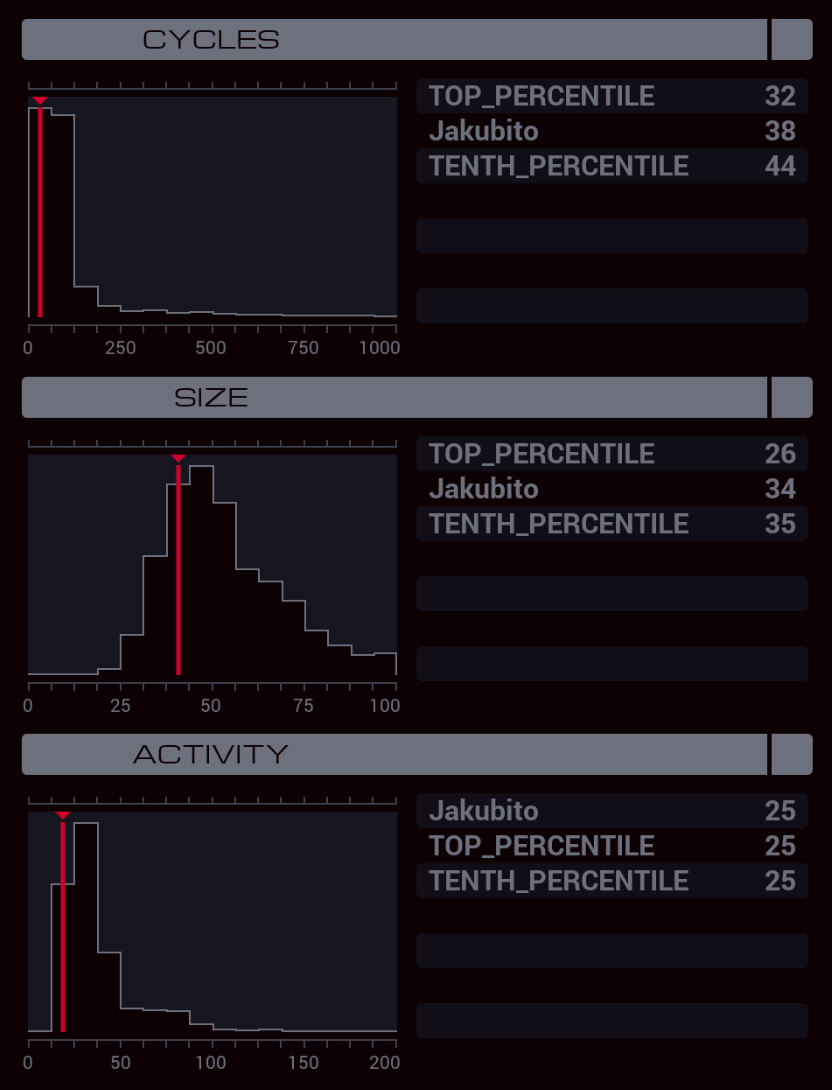 CYCLES
TOP_PERCENTILE 32
Jakubito 38
TENTH_PERCENTILE 44
0 250 500 750 1000
SIZE
TOP_PERCENTILE 26
Jakubito 34
TENTH_PERCENTILE 35
0 25 50 75 100
ACTIVITY
Jakubito 25
TOP_PERCENTILE 25
TENTH_PERCENTILE 25
0 50 100 150 200